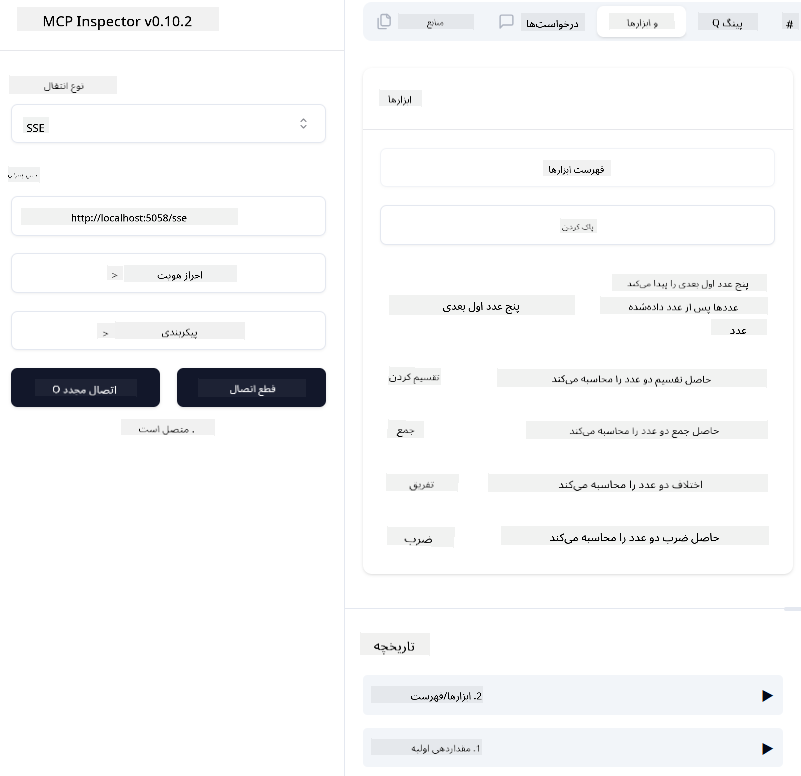 MCP Inspector v0.10.2
نوع انتقال
SSE
http://localhost:5058/sse
احراز هویت >
پیکربندی >
اتصال مجدد O
قطع اتصال
متصل است .
منابع
درخواست‌ها
و ابزارها
پینگ Q
#
ابزارها
فهرست ابزارها
پاک کردن
پنج عدد اول بعدی
پنج عدد اول بعدی را پیدا می‌کند
عددها پس از عدد داده‌شده
عدد
تقسیم کردن
حاصل تقسیم دو عدد را محاسبه می‌کند
جمع
حاصل جمع دو عدد را محاسبه می‌کند
تفریق
اختلاف دو عدد را محاسبه می‌کند
ضرب
حاصل ضرب دو عدد را محاسبه می‌کند
تاریخچه
2. ابزارها/فهرست
1. مقداردهی اولیه